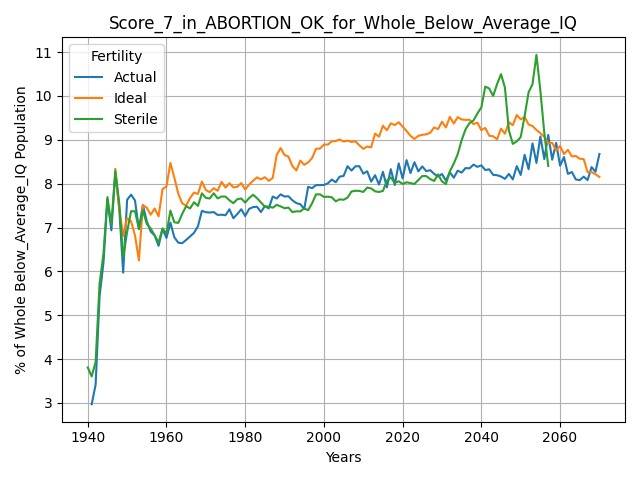 Score_7_in_ABORTION_OK_for_Whole_Below_Average_IQ
Fertility
Actual
Ideal
Sterile
% of Whole Below_Average_IQ Population
11
10
9
8
7
6
5
4
3
1940 1960 1980 2000 2020 2040 2060
Years